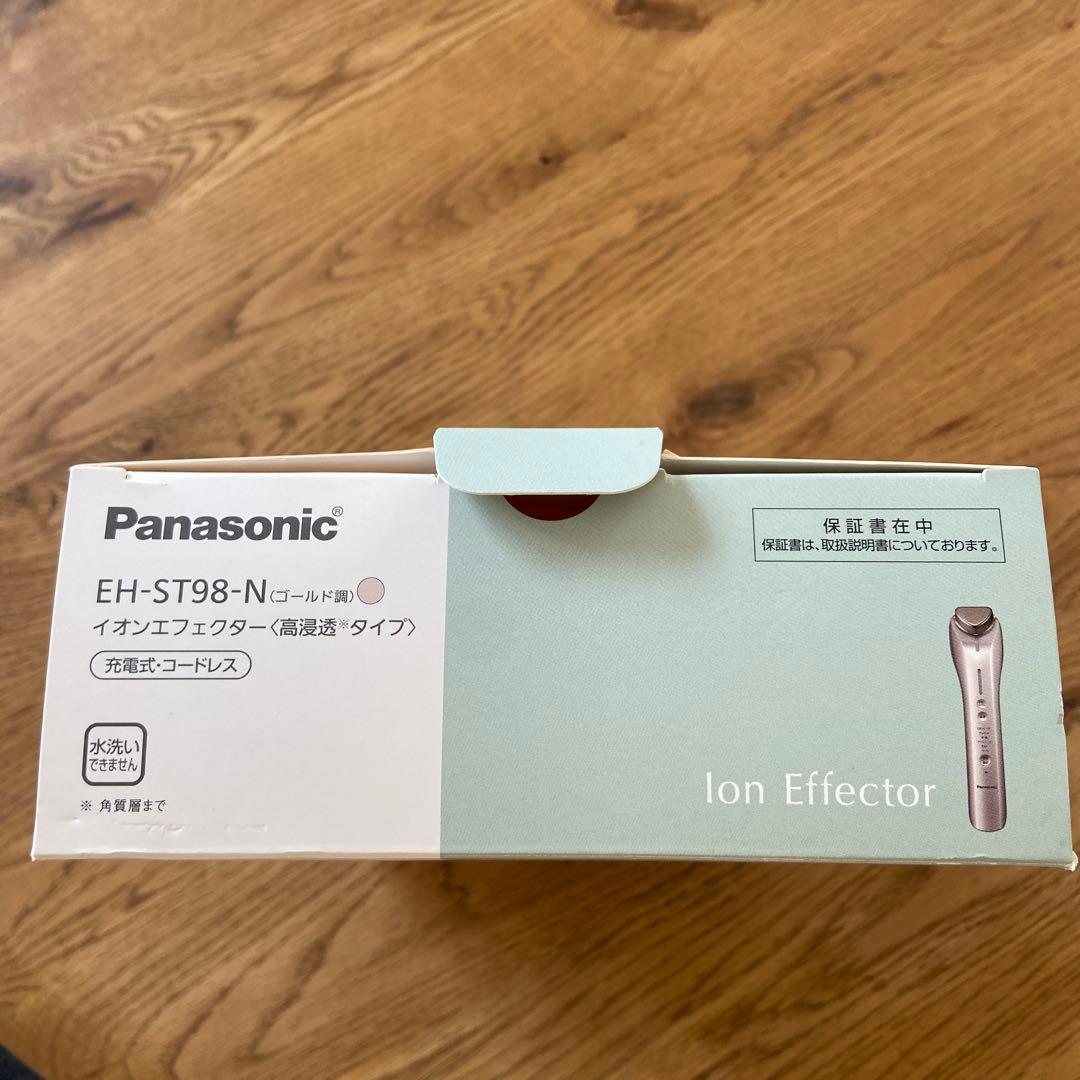 Panasonic®
EH-ST98-N(ゴールド調)
イオンエフェクター〈高浸透※タイプ〉
充電式・コードレス
水洗い
できません
※ 角質層まで
保証書在中
保証書は、取扱説明書についております。
Ion Effector
Panasonic